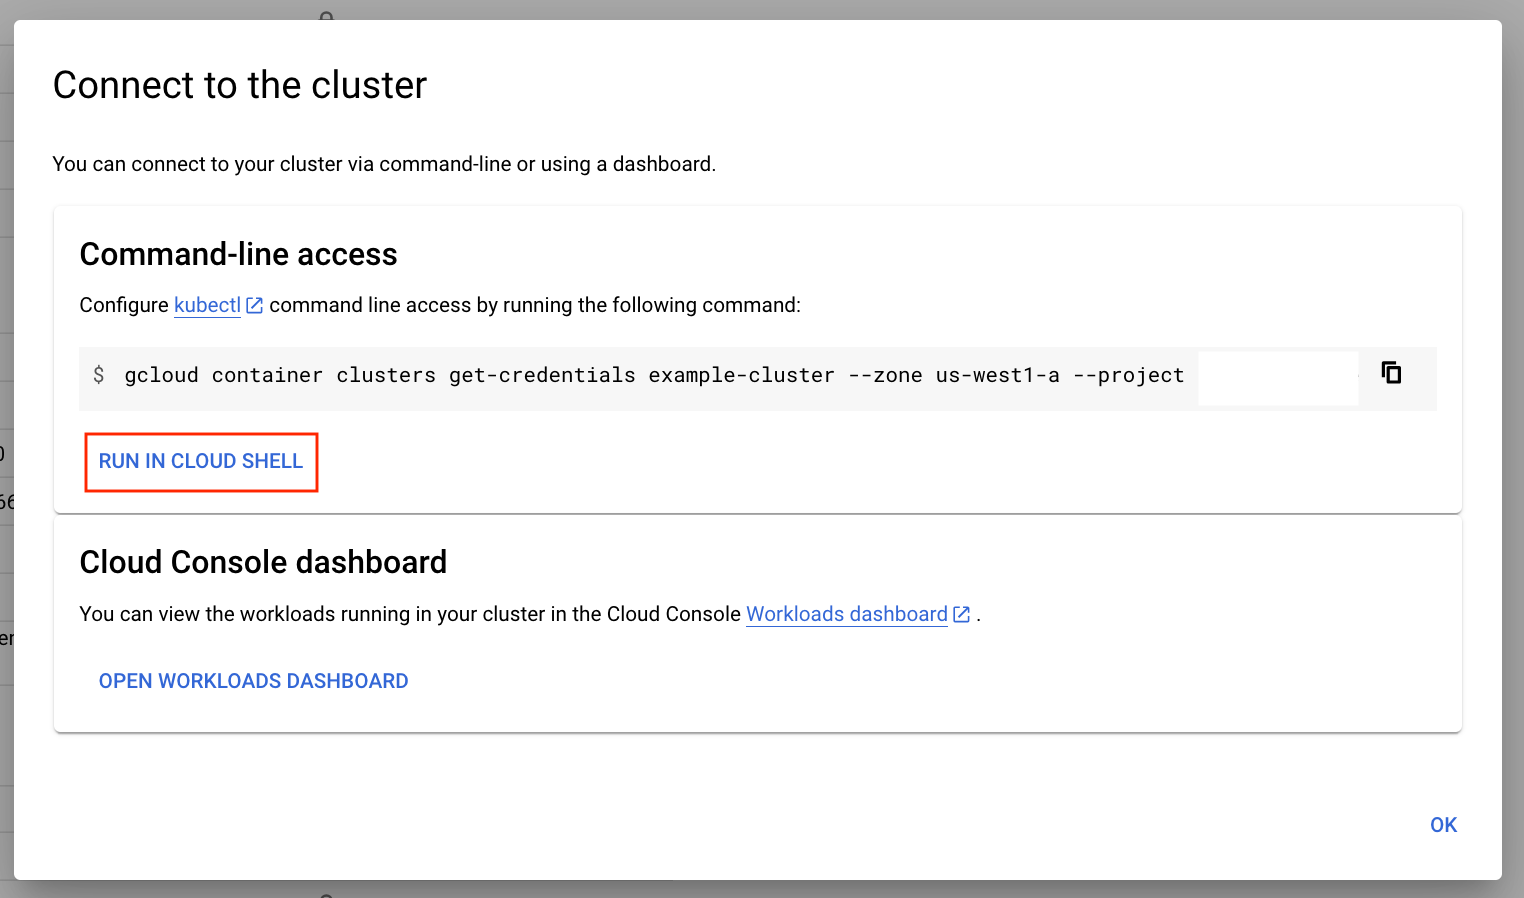 Connect to the cluster
You can connect to your cluster via command-line or using a dashboard.
Command-line access
Configure kubectl command line access by running the following command:
$ gcloud container clusters get-credentials example-cluster --zone us-west1-a --project
RUN IN CLOUD SHELL
Cloud Console dashboard
You can view the workloads running in your cluster in the Cloud Console Workloads dashboard .
OPEN WORKLOADS DASHBOARD
OK